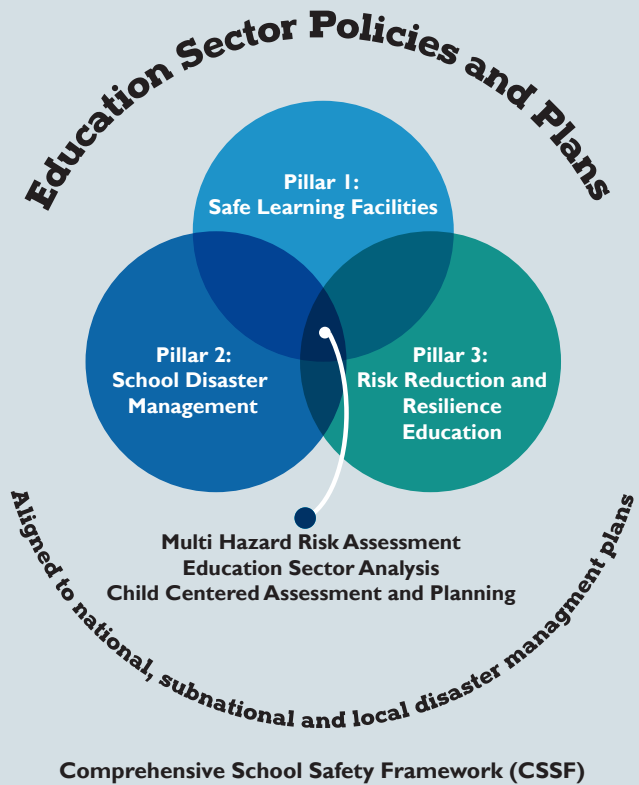 Education Sector Policies and Plans
Pillar 1:
Safe Learning Facilities
Pillar 2:
School Disaster
Management
Pillar 3:
Risk Reduction and
Resilience
Education
Multi Hazard Risk Assessment
Education Sector Analysis
Child Centered Assessment and Planning
Aligned to national, subnational and local disaster managment plans
Comprehensive School Safety Framework (CSSF)